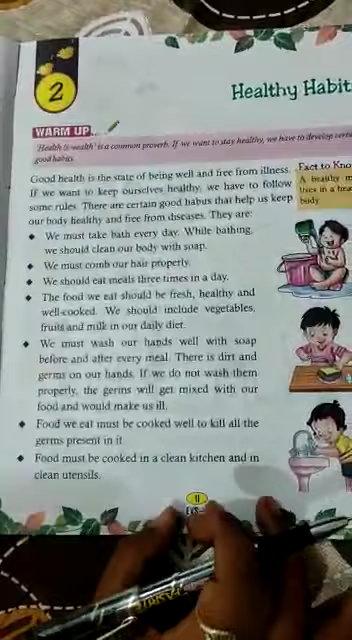 2
Healthy Habit
WARM UP
'Health is wealth' is a common proverb. If we want to stay healthy, we have to develop certa
good habits.
Good health is the state of being well and free from illness.
If we want to keep ourselves healthy, we have to follow
some rules. There are certain good habits that help us keep
our body healthy and free from diseases. They are:
Fact to Kno
A healthy m
lives in a hea
body
◆ We must take bath every day. While bathing,
we should clean our body with soap.
◆ We must comb our hair properly.
◆ We should eat meals three times in a day.
◆ The food we eat should be fresh, healthy and
well-cooked. We should include vegetables,
fruits and milk in our daily diet.
◆ We must wash our hands well with soap
before and after every meal. There is dirt and
germs on our hands. If we do not wash them
properly, the germs will get mixed with our
food and would make us ill.
◆ Food we eat must be cooked well to kill all the
germs present in it.
◆ Food must be cooked in a clean kitchen and in
clean utensils.